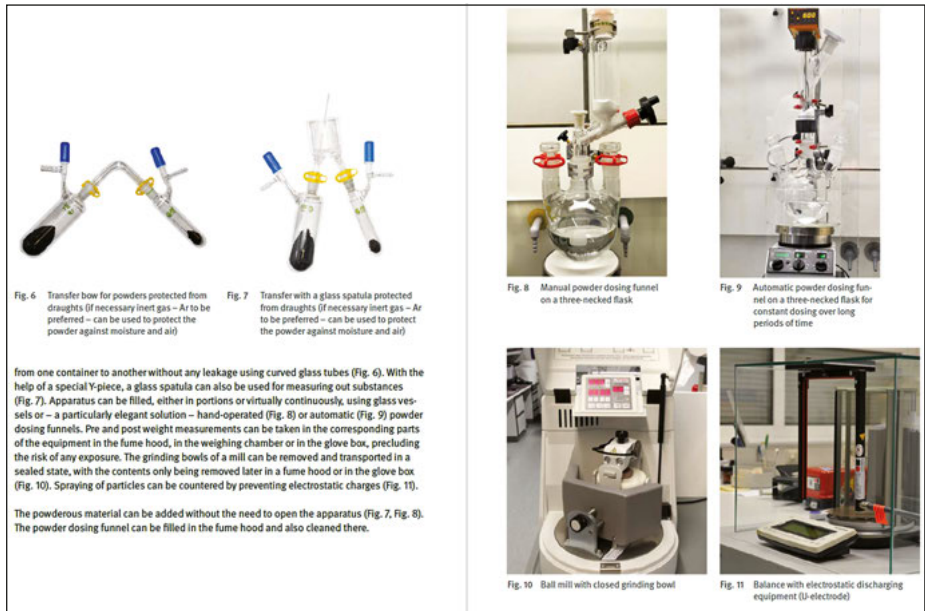 Fig. 6 Transfer bow for powders protected from
draughts (if necessary inert gas – Ar to be
preferred – can be used to protect the
powder against moisture and air)
Fig. 7 Transfer with a glass spatula protected
from draughts (if necessary inert gas – Ar
to be preferred – can be used to protect
the powder against moisture and air)
from one container to another without any leakage using curved glass tubes (Fig. 6). With the
help of a special Y-piece, a glass spatula can also be used for measuring out substances
(Fig. 7). Apparatus can be filled, either in portions or virtually continuously, using glass ves-
sels or – a particularly elegant solution – hand-operated (Fig. 8) or automatic (Fig. 9) powder
dosing funnels. Pre and post weight measurements can be taken in the corresponding parts
of the equipment in the fume hood, in the weighing chamber or in the glove box, precluding
the risk of any exposure. The grinding bowls of a mill can be removed and transported in a
sealed state, with the contents only being removed later in a fume hood or in the glove box
(Fig. 10). Spraying of particles can be countered by preventing electrostatic charges (Fig. 11).
The powderous material can be added without the need to open the apparatus (Fig. 7, Fig. 8).
The powder dosing funnel can be filled in the fume hood and also cleaned there.
600
Fig. 8 Manual powder dosing funnel
on a three-necked flask
Fig. 9 Automatic powder dosing fun-
nel on a three-necked flask for
constant dosing over long
periods of time
Fig. 10 Ball mill with closed grinding bowl
Fig. 11 Balance with electrostatic discharging
equipment (U-electrode)